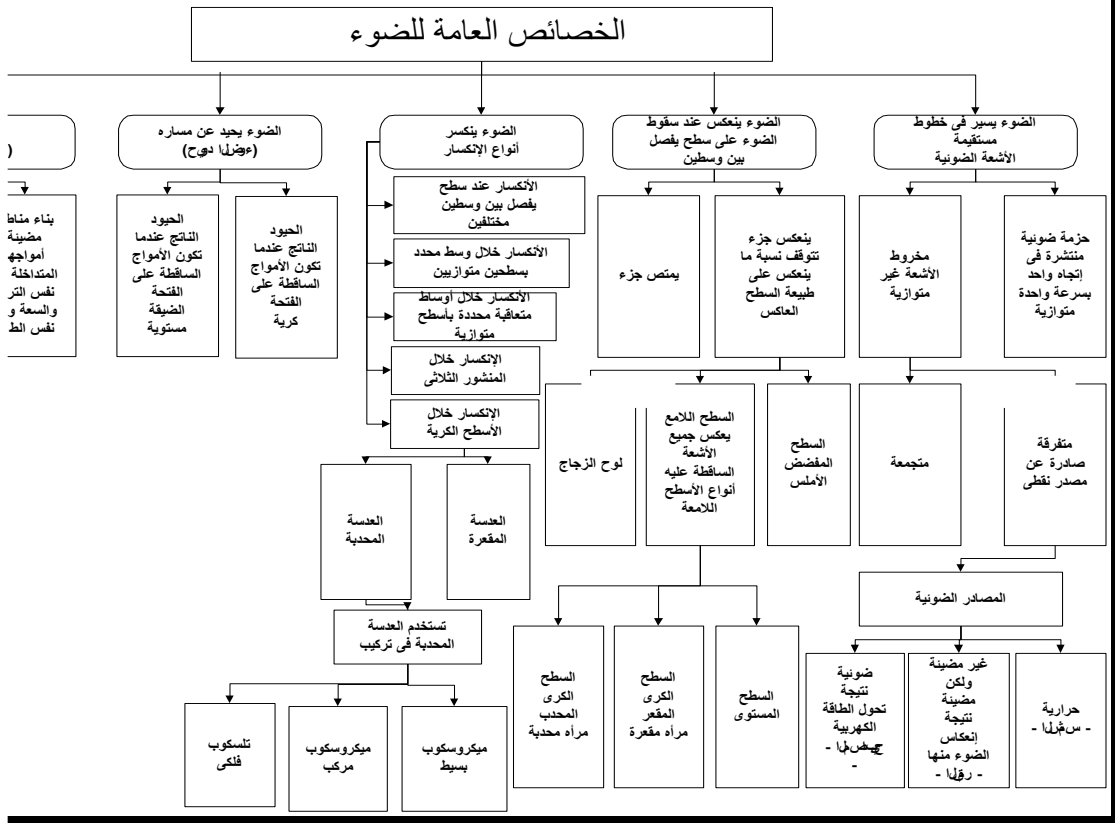 الخصائص العامة للضوء
الضوء يسير فى خطوط
مستقيمة
الأشعة الضوئية
الضوء ينعكس عند سقوط
الضوء على سطح يفصل
بين وسطين
الضوء ينكسر
أنواع الإنكسار
الضوء يحيد عن مساره
(حيود الضوء)
(
حزمة ضوئية
منتشرة فى
إتجاه واحد
بسرعة واحدة
متوازية
مخروط
الأشعة غير
متوازية
ينعكس جزء
تتوقف نسبة ما
ينعكس على
طبيعة السطح
العاكس
يمتص جزء
الأنكسار عند سطح
يفصل بين وسطين
مختلفين
الأنكسار خلال وسط محدد
بسطحين متوازيين
الأنكسار خلال أوساط
متعاقبة محددة بأسطح
متوازية
الإنكسار خلال
المنشور الثلاثى
الإنكسار خلال
الأسطح الكرية
الحيود
الناتج عندما
تكون الأمواج
الساقطة على
الفتحة
كرية
الحيود
الناتج عندما
تكون الأمواج
الساقطة على
الفتحة
الضيقة
مستوية
بناء مناط
مضيئة
أمواجه
المتداخلة
نفس التر
والسعة و
نفس الط
متفرقة
صادرة عن
مصدر نقطى
متجمعة
السطح
المفضض
الأملس
السطح اللامع
يعكس جميع
الأشعة
الساقطة عليه
أنواع الأسطح
اللامعة
لوح الزجاج
العدسة
المقعرة
العدسة
المحدبة
المصادر الضوئية
تستخدم العدسة
المحدبة فى تركيب
حرارية
- الشمس -
غير مضيئة
ولكن
مضيئة
نتيجة
إنعكاس
الضوء منها
- القمر -
ضوئية
نتيجة
تحول الطاقة
الكهربية
- المصابيح
-
السطح
المستوى
السطح
الكرى
المقعر
مرأه مقعرة
السطح
الكرى
المحدب
مرأه محدبة
ميكروسكوب
بسيط
ميكروسكوب
مركب
تلسكوب
فلكى